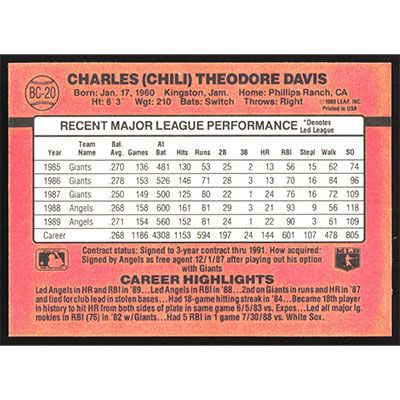 BC-20
CHARLES (CHILI) THEODORE DAVIS
Born: Jan. 17, 1960 Kingston, Jam. Home: Phillips Ranch, CA
Ht: 6'3" Wgt: 210 Bats: Switch Throws: Right
©1989 LEAF, INC.
Printed in USA
RECENT MAJOR LEAGUE PERFORMANCE *Denotes Led League
Year Team Bat. Avg. Games At Bat Hits Runs 2B 3B HR RBI Steal Walk SO
1985 Giants .270 136 481 130 53 25 2 13 56 15 62 74
1986 Giants .278 153 526 146 71 28 3 13 70 16 84 96
1987 Giants .250 149 500 125 80 22 1 24 76 16 72 109
1988 Angels .268 158 600 161 81 29 3 21 93 9 56 118
1989 Angels .271 154 560 152 81 24 1 22 90 3 61 109
Career .268 1186 4308 1153 594 197 24 156 605 107 478 805
Contract status: Signed to 3-year contract thru 1991. How acquired:
Signed by Angels as free agent 12/1/87 after playing out his option
with Giants
CAREER HIGHLIGHTS
Led Angels in HR and RBI in '89...Led Angels in RBI in '88...2nd on Giants in runs and HR in '87
and tied for club lead in stolen bases...Had 18-game hitting streak in '84...Became 18th player
in history to hit HR from both sides of plate in same game 6/5/83 vs. Expos...Led all major lg.
rookies in RBI (76) in '82 w/Giants...Had 5 RBI in 1 game 7/30/88 vs. White Sox.